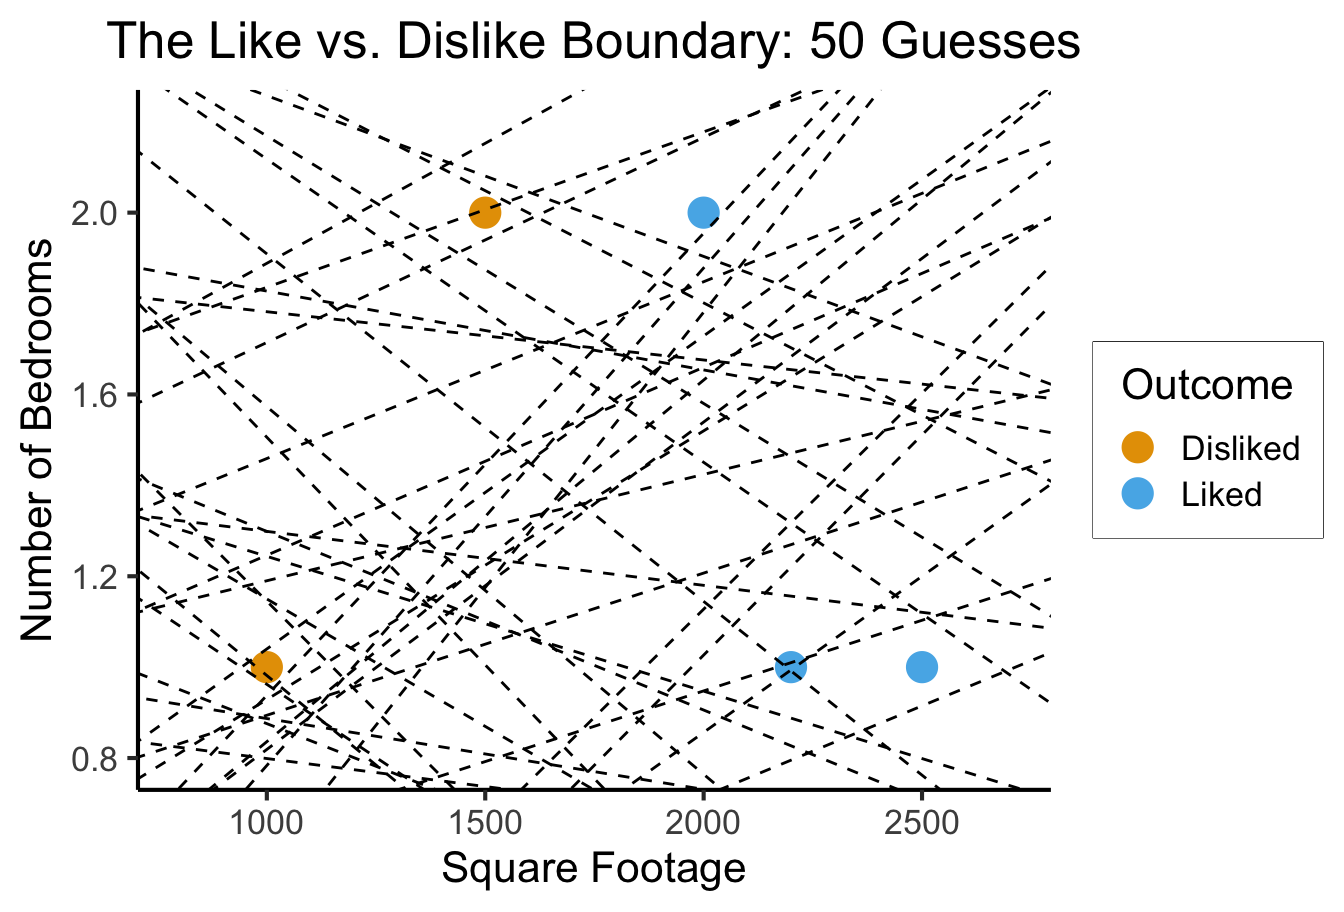 The Like vs. Dislike Boundary: 50 Guesses
Number of Bedrooms
2.0
1.6
1.2
0.8
1000 1500 2000 2500
Square Footage
Outcome
Disliked
Liked